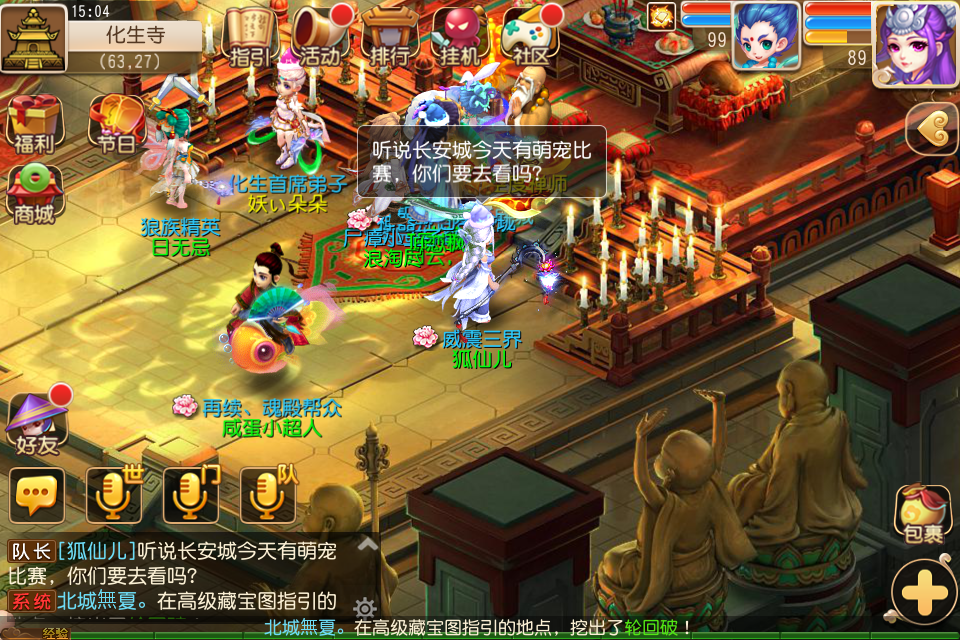 15:04
化生寺
(63,27)
指引
活动
排行
挂机
社区
99
89
福利
节日
商城
听说长安城今天有萌宠比
赛，你们要去看吗?
化生首席弟子
妖い朵朵
狼族精英
日无忌
威震三界
狐仙儿
再续、魂殿帮众
咸蛋小超人
好友
世
门
队
包裹
队长 [狐仙儿]听说长安城今天有萌宠
比赛，你们要去看吗?
系统 北城無夏。在高级藏宝图指引的
经验
北城無夏。在高级藏宝图指引的地点，挖出了轮回破！